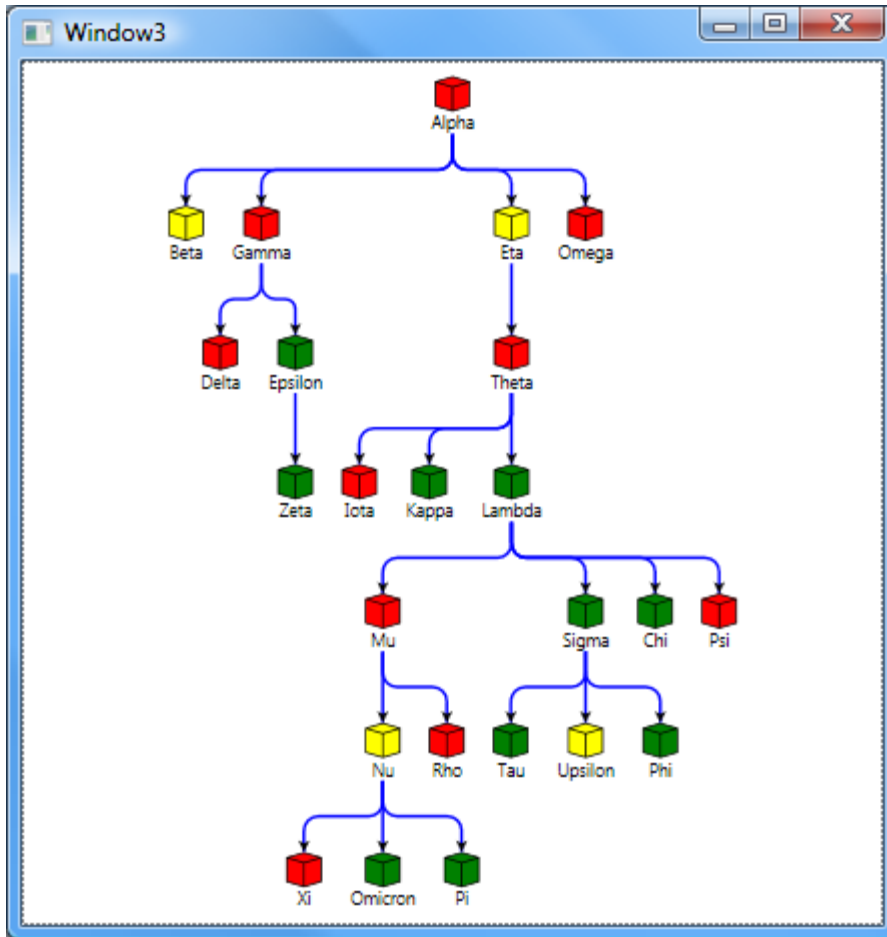 Window3
Alpha
Beta Gamma Eta Omega
Delta Epsilon Theta
Zeta Iota Kappa Lambda
Mu Sigma Chi Psi
Nu Rho Tau Upsilon Phi
Xi Omicron Pi